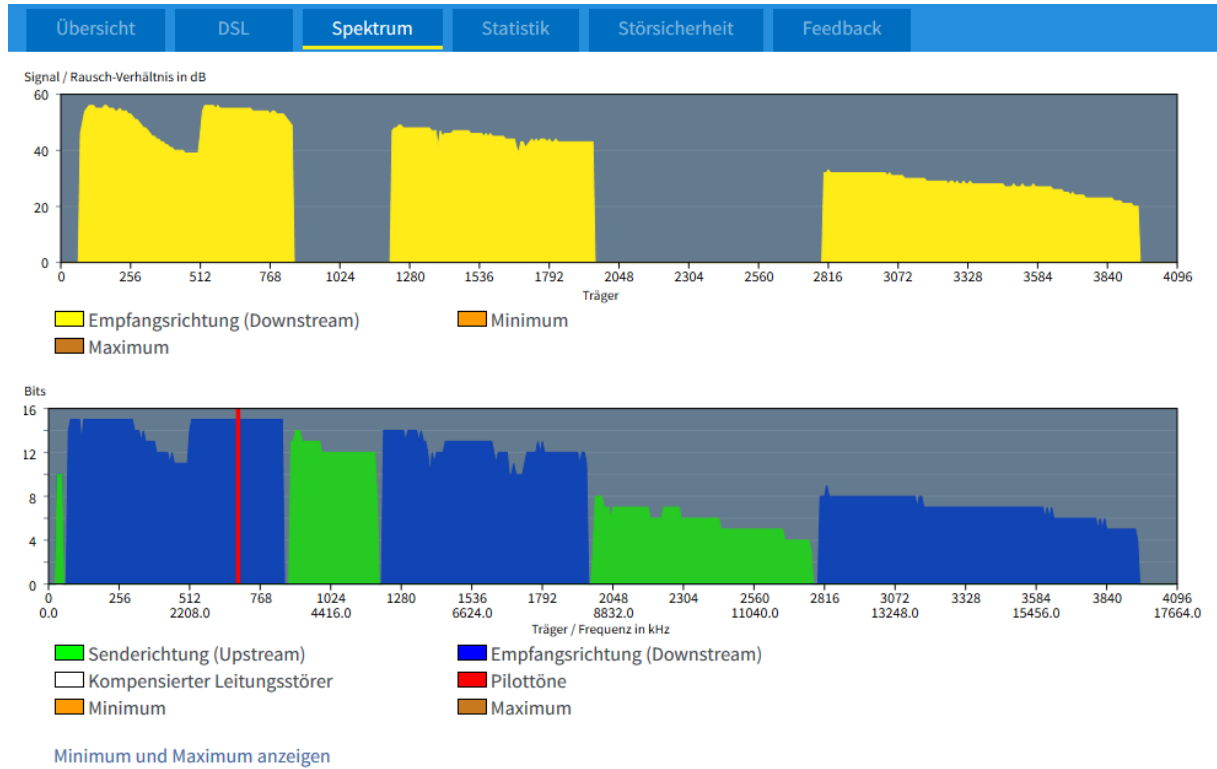 Übersicht DSL Spektrum Statistik Störsicherheit Feedback
Signal / Rausch-Verhältnis in dB
60
40
20
0
0 256 512 768 1024 1280 1536 1792 2048 2304 2560 2816 3072 3328 3584 3840 4096
Träger
Empfangsrichtung (Downstream) Minimum
Maximum
Bits
16
12
8
4
0
0 256 512 768 1024 1280 1536 1792 2048 2304 2560 2816 3072 3328 3584 3840 4096
0.0 2208.0 4416.0 6624.0 8832.0 11040.0 13248.0 15456.0 17664.0
Träger / Frequenz in kHz
Senderichtung (Upstream) Empfangsrichtung (Downstream)
Kompensierter Leitungsstörer Pilottöne
Minimum Maximum
Minimum und Maximum anzeigen